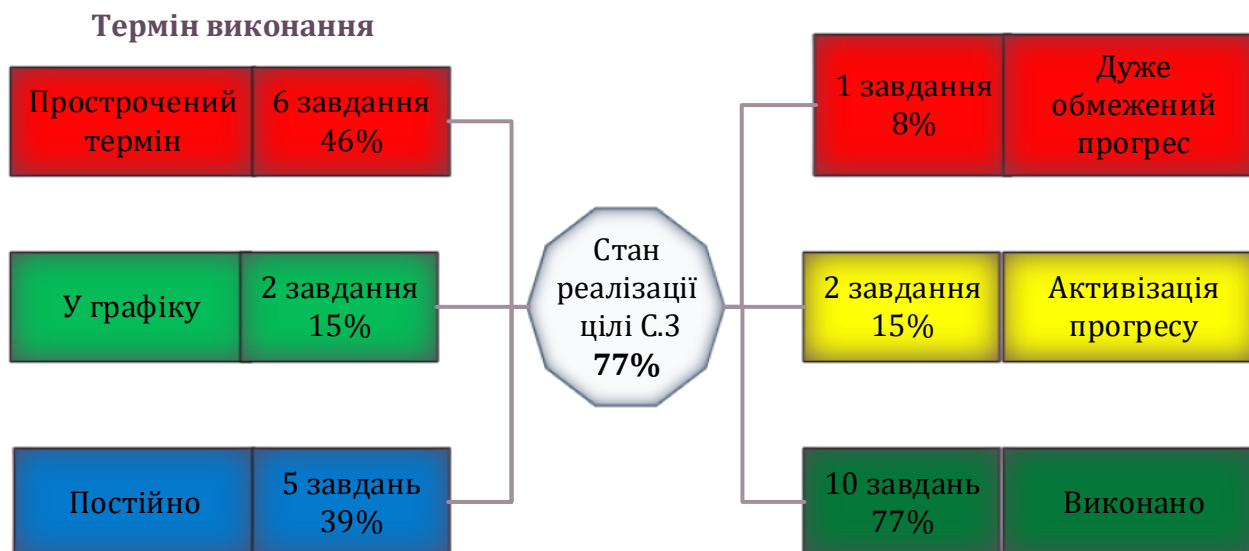 Термін виконання
Прострочений
термін
6 завдання
46%
У графіку
2 завдання
15%
Постійно
5 завдань
39%
Стан
реалізації
цілі С.3
77%
1 завдання
8%
Дуже
обмежений
прогрес
2 завдання
15%
Активізація
прогресу
10 завдань
77%
Виконано